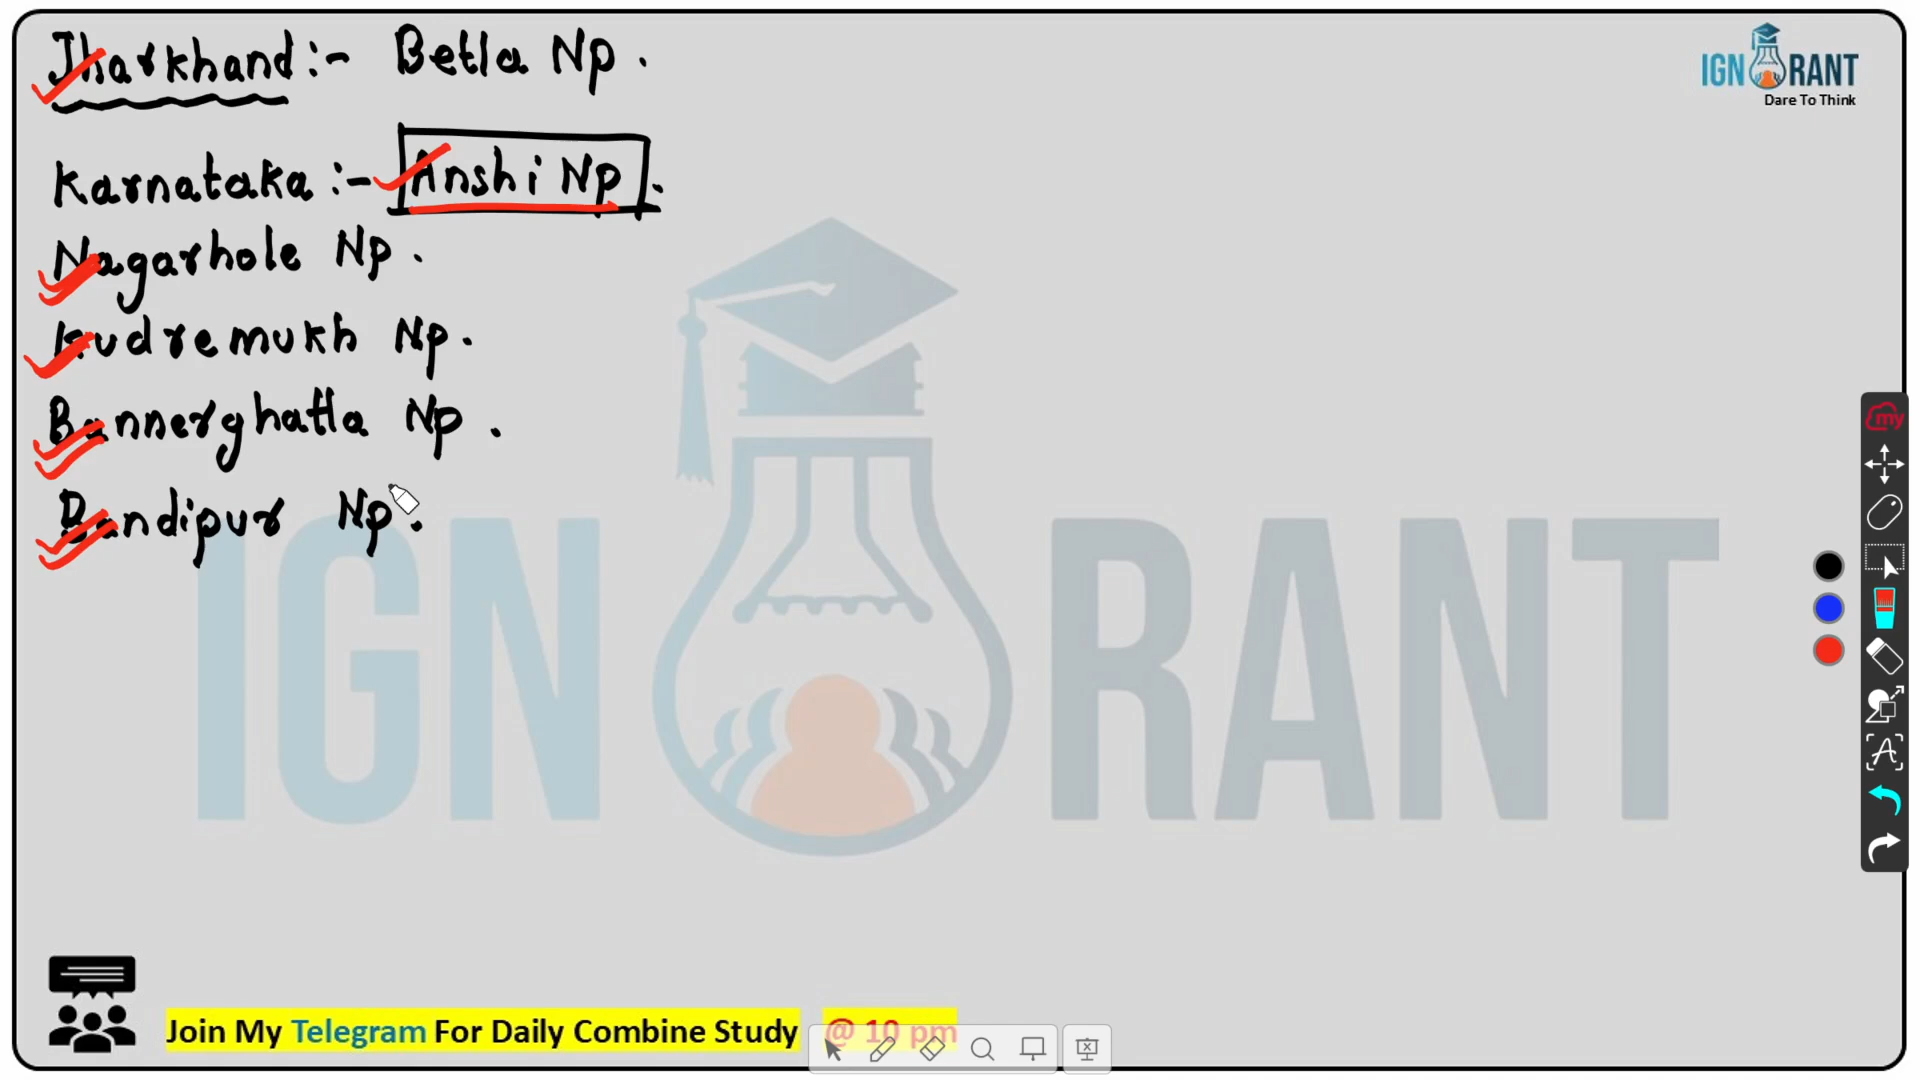 Jharkhand :- Betla Np.
IGNORANT
Dare To Think
Karnataka :- Anshi Np.
Nagarhole Np.
Kudremukh Np.
Bannerghatta Np.
Bandipur Np.
IGNORANT
my
Join My Telegram For Daily Combine Study @ 10 pm